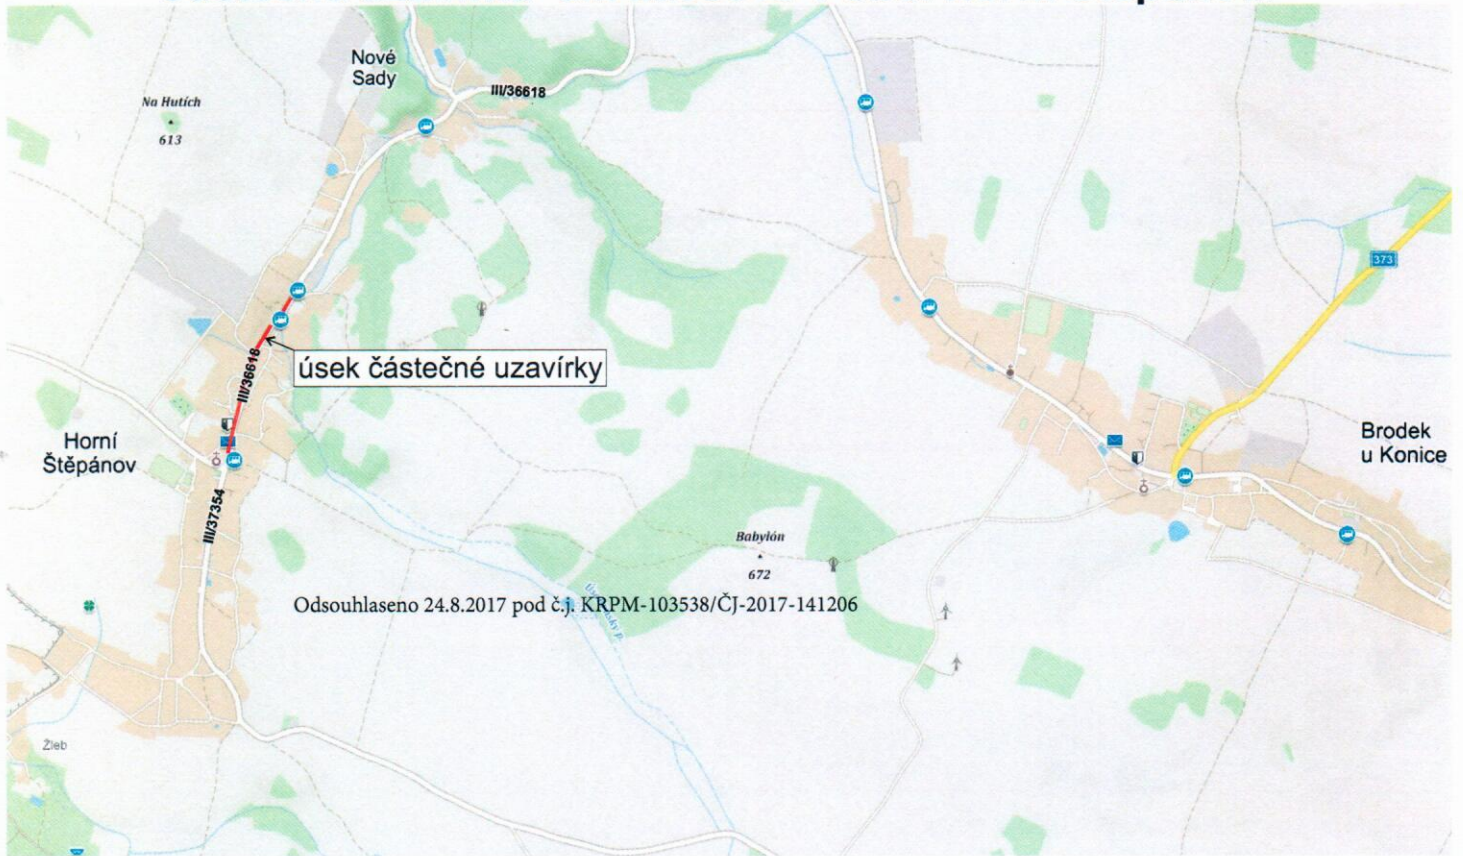 Nové
Sady
III/36618
Na Hutích
613
373
úsek částečné uzavírky
III/36618
Horní
Štěpánov
Brodek
u Konice
III/37354
Babylón
672
Odsouhlaseno 24.8.2017 pod č.j. KRPM-103538/ČJ-2017-141206
Žleb